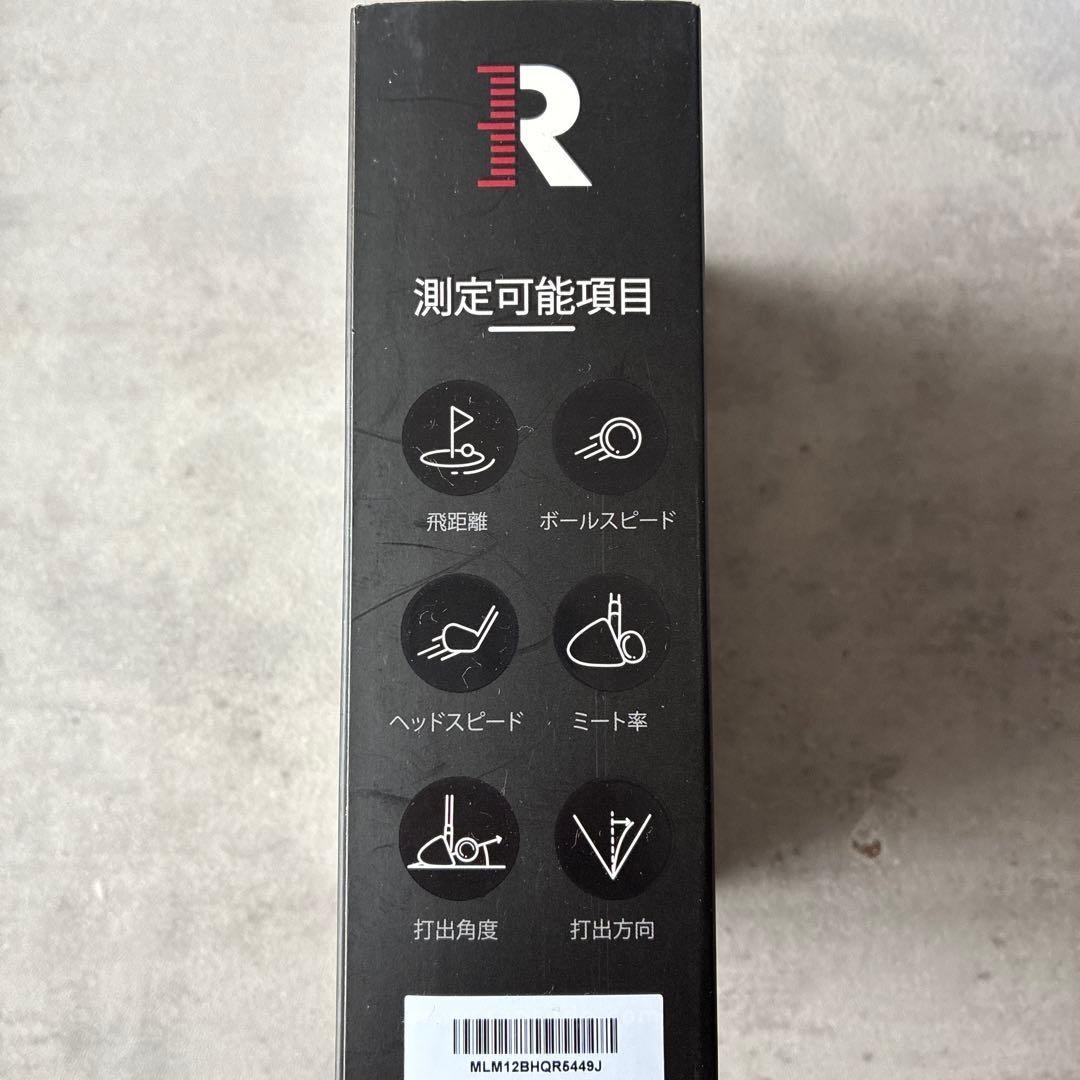 R
測定可能項目
飛距離
ボールスピード
ヘッドスピード
ミート率
打出角度
打出方向
MLM12BHQR5449J